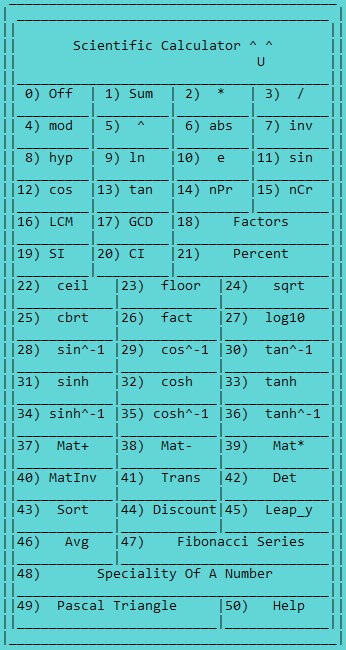 Scientific Calculator ^ ^
U
0) Off | 1) Sum | 2) * | 3) /
4) mod | 5) ^ | 6) abs | 7) inv
8) hyp | 9) ln |10) e |11) sin
12) cos |13) tan |14) nPr |15) nCr
16) LCM |17) GCD |18) Factors
19) SI |20) CI |21) Percent
22) ceil |23) floor |24) sqrt
25) cbrt |26) fact |27) log10
28) sin^-1 |29) cos^-1 |30) tan^-1
31) sinh |32) cosh |33) tanh
34) sinh^-1 |35) cosh^-1 |36) tanh^-1
37) Mat+ |38) Mat- |39) Mat*
40) MatInv |41) Trans |42) Det
43) Sort |44) Discount|45) Leap_y
46) Avg |47) Fibonacci Series
48) Speciality Of A Number
49) Pascal Triangle |50) Help